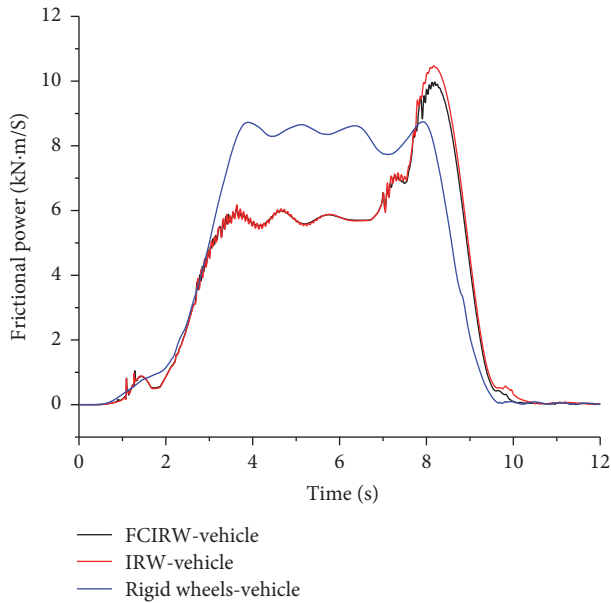 12
10
8
6
4
2
0
Frictional power (kN·m/S)
0 2 4 6 8 10 12
Time (s)
FCIRW-vehicle
IRW-vehicle
Rigid wheels-vehicle